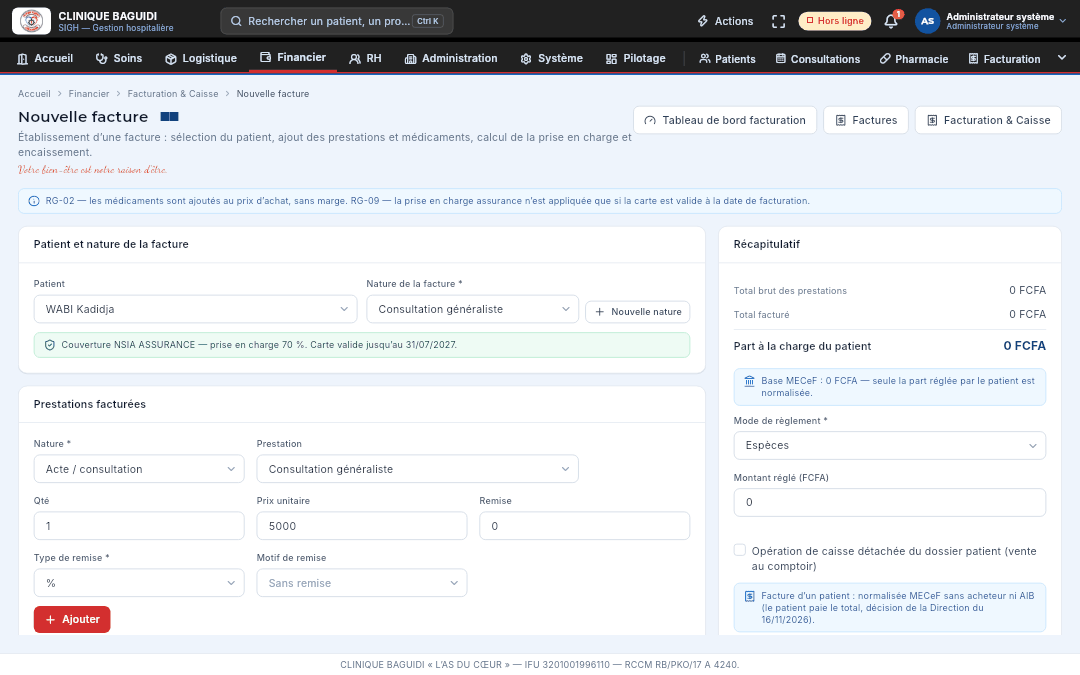 CLINIQUE BAGUIDI
SIGH — Gestion hospitalière
Rechercher un patient, un pro... Ctrl K
Actions
Hors ligne
1
AS
Administrateur système
Administrateur système
Accueil
Soins
Logistique
Financier
RH
Administration
Système
Pilotage
Patients
Consultations
Pharmacie
Facturation
Accueil > Financier > Facturation & Caisse > Nouvelle facture
Nouvelle facture
Tableau de bord facturation
Factures
Facturation & Caisse
Établissement d'une facture : sélection du patient, ajout des prestations et médicaments, calcul de la prise en charge et
encaissement.
Votre bien-être est notre raison d'être.
RG-02 — les médicaments sont ajoutés au prix d'achat, sans marge. RG-09 — la prise en charge assurance n'est appliquée que si la carte est valide à la date de facturation.
Patient et nature de la facture
Patient
Nature de la facture *
WABI Kadidja
Consultation généraliste
+ Nouvelle nature
Couverture NSIA ASSURANCE — prise en charge 70 %. Carte valide jusqu'au 31/07/2027.
Prestations facturées
Nature *
Prestation
Acte / consultation
Consultation généraliste
Qté
Prix unitaire
Remise
1
5000
0
Type de remise *
Motif de remise
%
Sans remise
+ Ajouter
Récapitulatif
Total brut des prestations 0 FCFA
Total facturé 0 FCFA
Part à la charge du patient 0 FCFA
Base MECeF : 0 FCFA — seule la part réglée par le patient est
normalisée.
Mode de règlement *
Espèces
Montant réglé (FCFA)
0
Opération de caisse détachée du dossier patient (vente
au comptoir)
Facture d'un patient : normalisée MECeF sans acheteur ni AIB
(le patient paie le total, décision de la Direction du
16/11/2026).
CLINIQUE BAGUIDI « L'AS DU CŒUR » — IFU 3201001996110 — RCCM RB/PKO/17 A 4240.